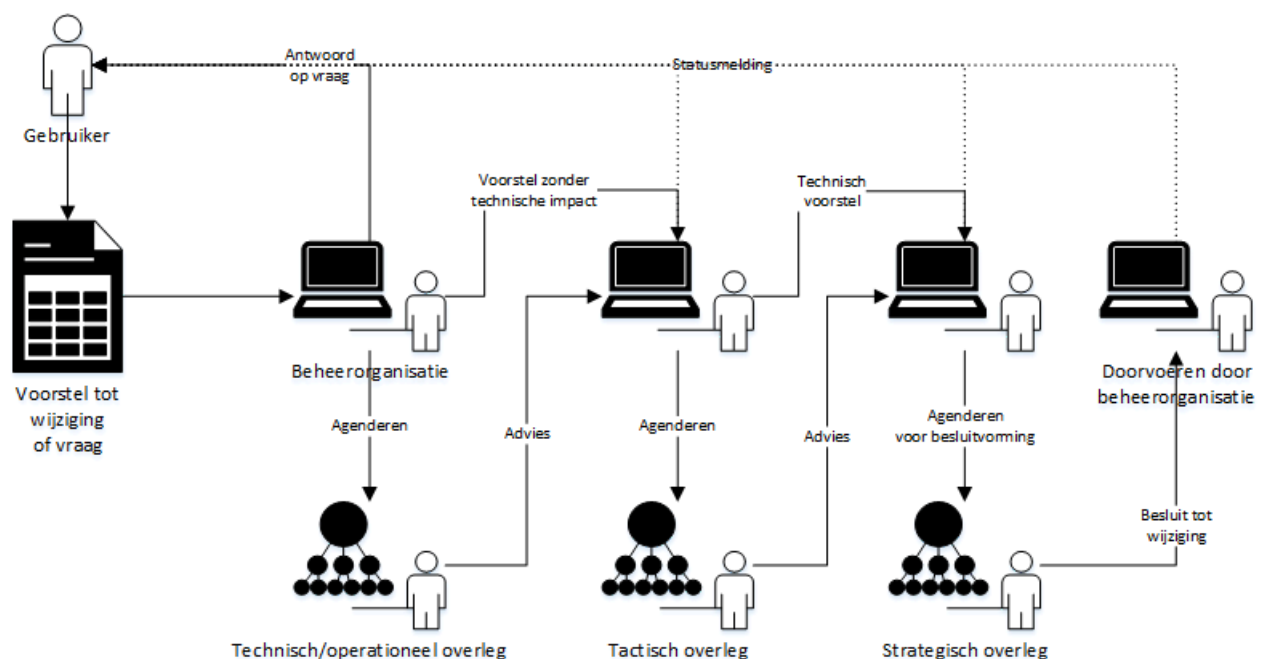 Antwoord
op vraag
Statusmelding
Gebruiker
Voorstel zonder
technische impact
Technisch
voorstel
Beheerorganisatie
Doorvoeren door
beheerorganisatie
Voorstel tot
wijziging
of vraag
Agenderen
Advies
Agenderen
Advies
Agenderen
voor besluitvorming
Besluit tot
wijziging
Technisch/operationeel overleg
Tactisch overleg
Strategisch overleg